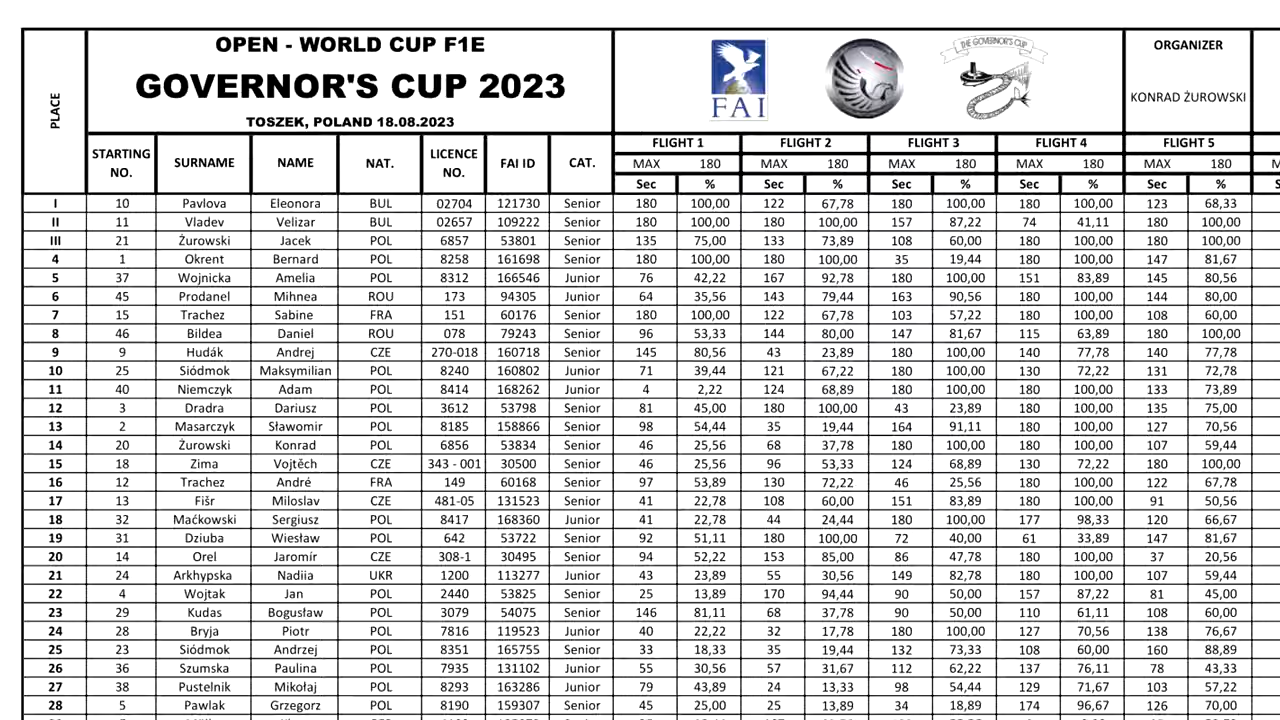 OPEN - WORLD CUP F1E
GOVERNOR'S CUP 2023
TOSZEK, POLAND 18.08.2023
FAI
THE GOVERNOR'S CUP
ORGANIZER
KONRAD ŻUROWSKI
PLACE
STARTING NO. SURNAME NAME NAT. LICENCE NO. FAI ID CAT. FLIGHT 1 FLIGHT 2 FLIGHT 3 FLIGHT 4 FLIGHT 5
MAX 180 MAX 180 MAX 180 MAX 180 MAX 180
Sec % Sec % Sec % Sec % Sec %
I 10 Pavlova Eleonora BUL 02704 121730 Senior 180 100,00 122 67,78 180 100,00 180 100,00 123 68,33
II 11 Vladev Velizar BUL 02657 109222 Senior 180 100,00 180 100,00 157 87,22 74 41,11 180 100,00
III 21 Żurowski Jacek POL 6857 53801 Senior 135 75,00 133 73,89 108 60,00 180 100,00 180 100,00
4 1 Okrent Bernard POL 8258 161698 Senior 180 100,00 180 100,00 35 19,44 180 100,00 147 81,67
5 37 Wojnicka Amelia POL 8312 166546 Junior 76 42,22 167 92,78 180 100,00 151 83,89 145 80,56
6 45 Prodanel Mihnea ROU 173 94305 Junior 64 35,56 143 79,44 163 90,56 180 100,00 144 80,00
7 15 Trachez Sabine FRA 151 60176 Senior 180 100,00 122 67,78 103 57,22 180 100,00 108 60,00
8 46 Bildea Daniel ROU 078 79243 Senior 96 53,33 144 80,00 147 81,67 115 63,89 180 100,00
9 9 Hudák Andrej CZE 270-018 160718 Senior 145 80,56 43 23,89 180 100,00 140 77,78 140 77,78
10 25 Siódmok Maksymilian POL 8240 160802 Senior 71 39,44 121 67,22 180 100,00 130 72,22 131 72,78
11 40 Niemczyk Adam POL 8414 168262 Junior 4 2,22 124 68,89 180 100,00 180 100,00 133 73,89
12 3 Dradra Dariusz POL 3612 53798 Senior 81 45,00 180 100,00 43 23,89 180 100,00 135 75,00
13 2 Masarczyk Sławomir POL 8185 158866 Senior 98 54,44 35 19,44 164 91,11 180 100,00 127 70,56
14 20 Żurowski Konrad POL 6856 53834 Senior 46 25,56 68 37,78 180 100,00 180 100,00 107 59,44
15 18 Zima Vojtěch CZE 343 - 001 30500 Senior 46 25,56 96 53,33 124 68,89 130 72,22 180 100,00
16 12 Trachez André FRA 149 60168 Senior 97 53,89 130 72,22 46 25,56 180 100,00 122 67,78
17 13 Fišr Miloslav CZE 481-05 131523 Senior 41 22,78 108 60,00 151 83,89 180 100,00 91 50,56
18 32 Maćkowski Sergiusz POL 8417 168360 Junior 41 22,78 44 24,44 180 100,00 177 98,33 120 66,67
19 31 Dziuba Wiesław POL 642 53722 Senior 92 51,11 180 100,00 72 40,00 61 33,89 147 81,67
20 14 Orel Jaromír CZE 308-1 30495 Senior 94 52,22 153 85,00 86 47,78 180 100,00 37 20,56
21 24 Arkhypska Nadiia UKR 1200 113277 Junior 43 23,89 55 30,56 149 82,78 180 100,00 107 59,44
22 4 Wojtak Jan POL 2440 53825 Senior 25 13,89 170 94,44 90 50,00 157 87,22 81 45,00
23 29 Kudas Bogusław POL 3079 54075 Senior 146 81,11 68 37,78 90 50,00 110 61,11 108 60,00
24 28 Bryja Piotr POL 7816 119523 Junior 40 22,22 32 17,78 180 100,00 127 70,56 138 76,67
25 23 Siódmok Andrzej POL 8351 165755 Senior 33 18,33 35 19,44 132 73,33 108 60,00 160 88,89
26 36 Szumska Paulina POL 7935 131102 Junior 55 30,56 57 31,67 112 62,22 137 76,11 78 43,33
27 38 Pustelnik Mikołaj POL 8293 163286 Junior 79 43,89 24 13,33 98 54,44 129 71,67 103 57,22
28 5 Pawlak Grzegorz POL 8190 159307 Senior 45 25,00 25 13,89 34 18,89 174 96,67 126 70,00